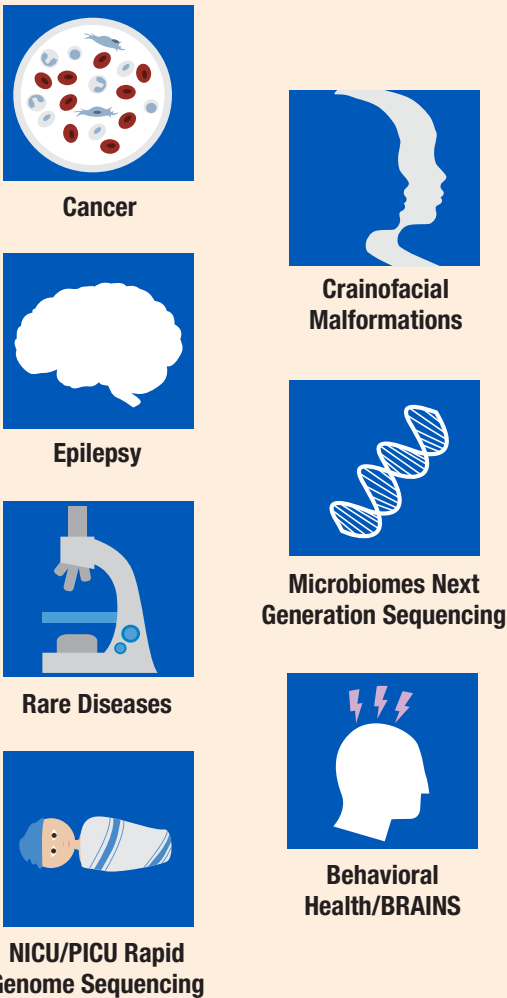 Cancer
Epilepsy
Rare Diseases
NICU/PICU Rapid
Genome Sequencing
Crainofacial
Malformations
Microbiomes Next
Generation Sequencing
Behavioral
Health/BRAINS